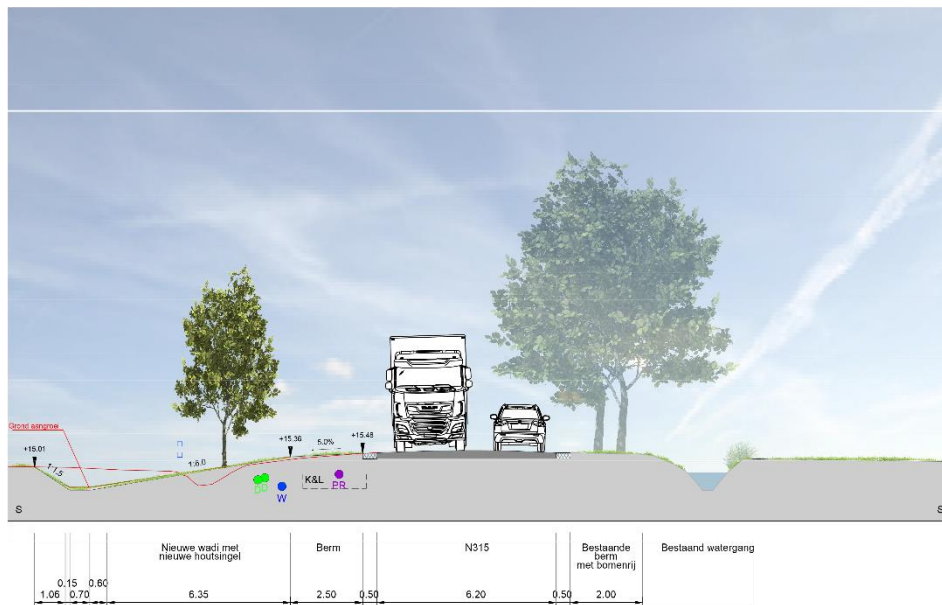 Grond aangroei
+15.01
1:1,5
1:6.0
+15.36
5.0%
+15.48
K&L
PR
W
S
S
Nieuwe wadi met
nieuwe houtsingel
Berm
N315
Bestaande
berm
met bomenrij
Bestaand watergang
1.06
0.15
0.70
0.60
6.35
2.50
0.50
6.20
0.50
2.00